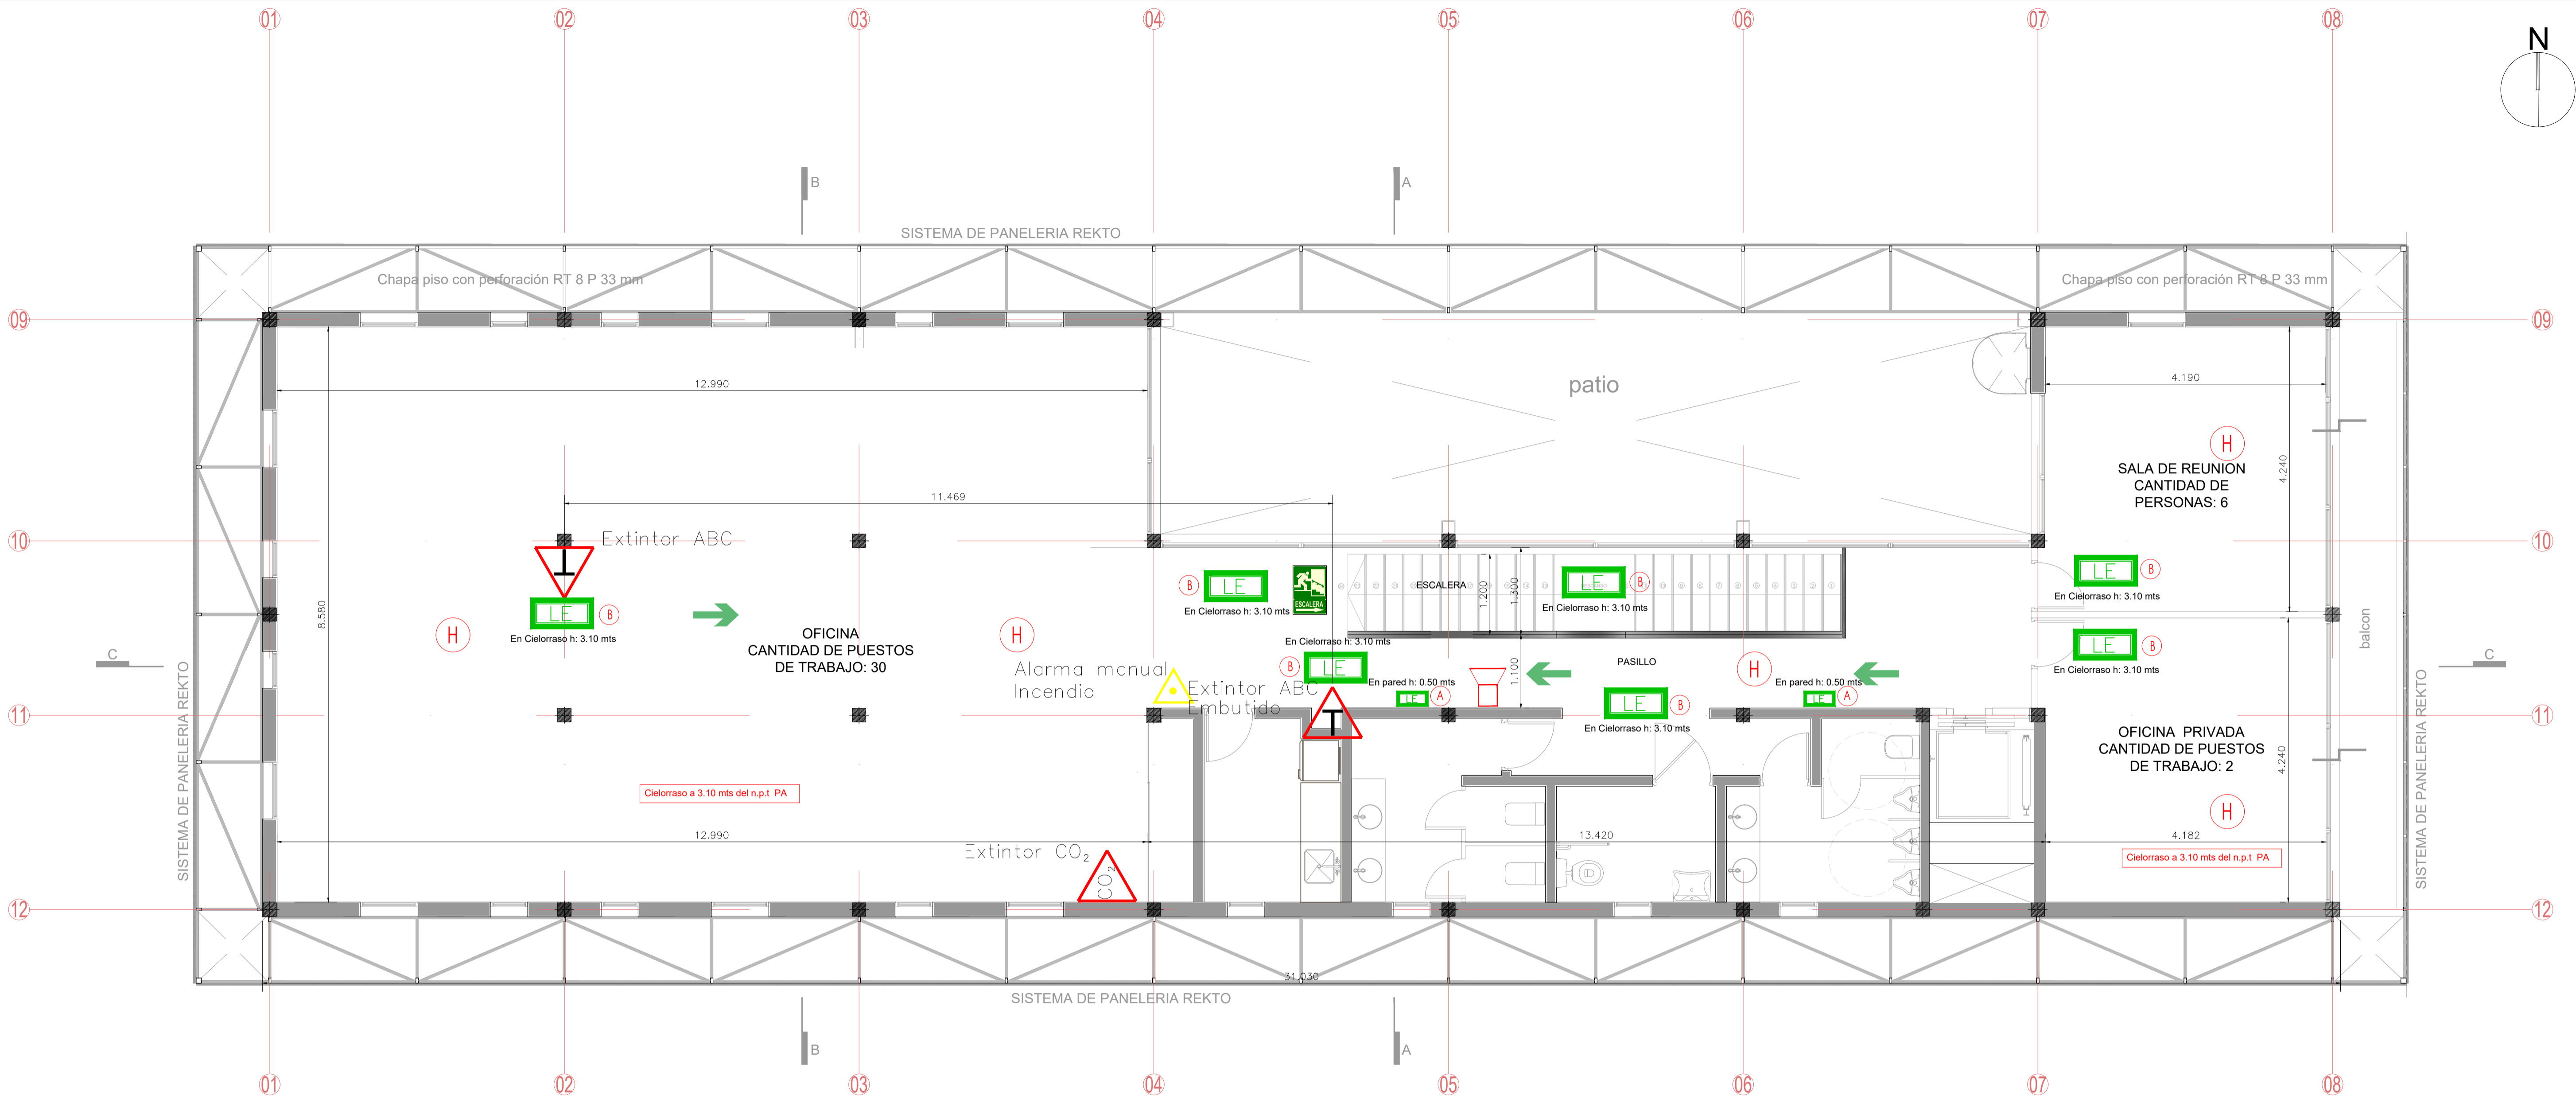 01 02 03 04 05 06 07 08
N
B A
SISTEMA DE PANELERIA REKTO
Chapa piso con perforación RT 8 P 33 mm
Chapa piso con perforación RT 8 P 33 mm
09 09
12.990
patio
4.190
H
SALA DE REUNION
CANTIDAD DE
PERSONAS: 6
4.240
11.469
10 10
Extintor ABC
LE B
En Cielorraso h: 3.10 mts
8.580
H
OFICINA
CANTIDAD DE PUESTOS
DE TRABAJO: 30
H
B LE
En Cielorraso h: 3.10 mts
ESCALERA
ESCALERA
1.200
1.300
LE B
En Cielorraso h: 3.10 mts
LE B
En Cielorraso h: 3.10 mts
En Cielorraso h: 3.10 mts
B LE
Alarma manual
Incendio
Extintor ABC
Embutido
En pared h: 0.50 mts
LE A
1.100
PASILLO
H
En pared h: 0.50 mts
LE A
LE B
En Cielorraso h: 3.10 mts
LE B
En Cielorraso h: 3.10 mts
balcon
C C
SISTEMA DE PANELERIA REKTO
SISTEMA DE PANELERIA REKTO
11 11
OFICINA PRIVADA
CANTIDAD DE PUESTOS
DE TRABAJO: 2
4.240
H
Cielorraso a 3.10 mts del n.p.t PA
12.990
13.420
4.182
Extintor CO2
CO2
Cielorraso a 3.10 mts del n.p.t PA
12 12
31.030
SISTEMA DE PANELERIA REKTO
B A
01 02 03 04 05 06 07 08